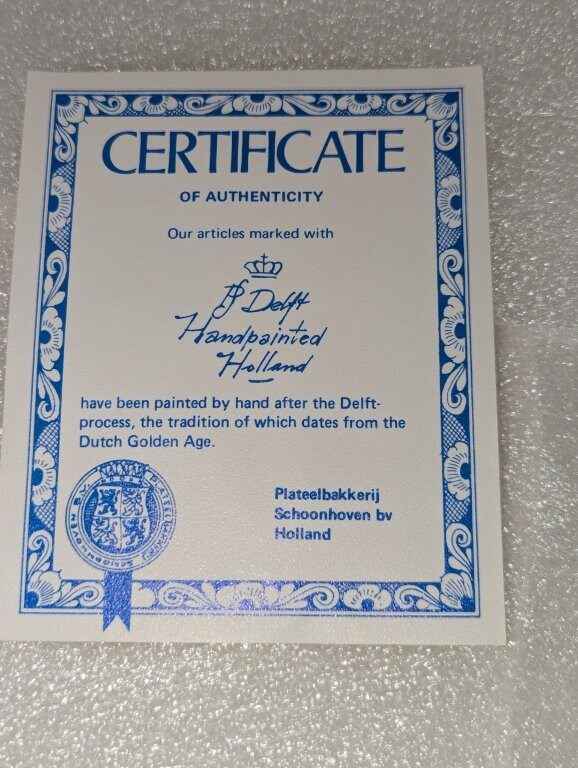 CERTIFICATE
OF AUTHENTICITY
Our articles marked with
Delft
Handpainted
Holland
have been painted by hand after the Delft-
process, the tradition of which dates from the
Dutch Golden Age.
Plateelbakkerij
Schoonhoven bv
Holland